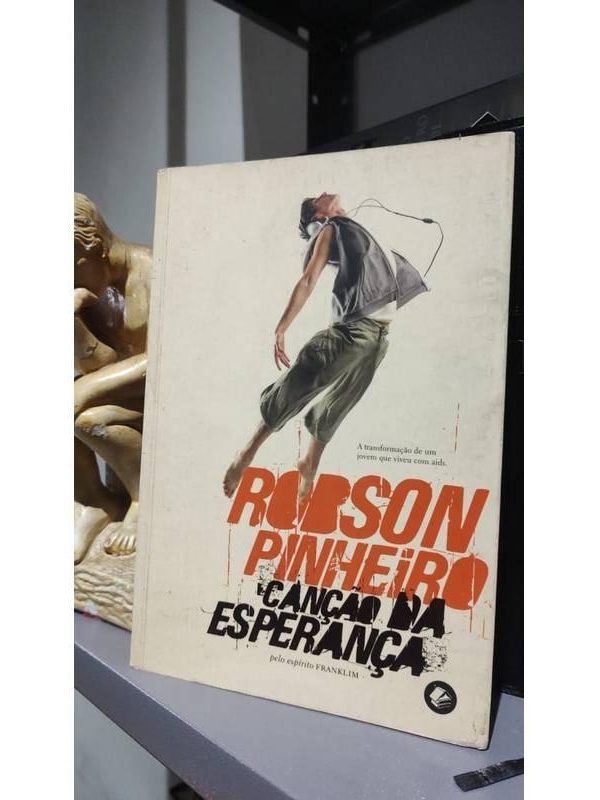 A transformação de um
jovem que viveu com aids.
ROBSON
PINHEIRO
CANÇÃO DA
ESPERANÇA
pelo espírito FRANKLIM